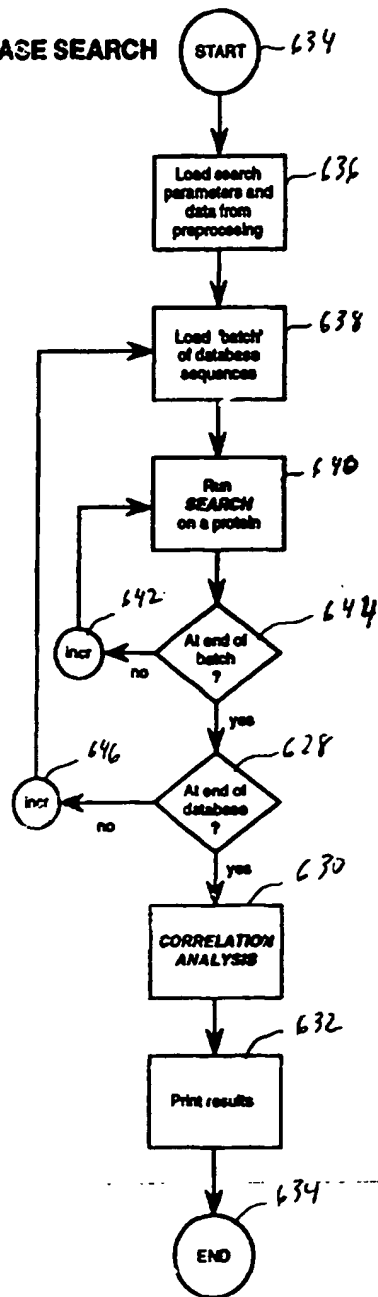 ASE SEARCH
START
634
Load search
parameters and
data from
preprocessing
636
Load 'batch'
of database
sequences
638
Run
SEARCH
on a protein
640
642
incr
no
At end of
batch
?
644
yes
646
incr
no
At end of
database
?
628
yes
CORRELATION
ANALYSIS
630
Print results
632
END
634